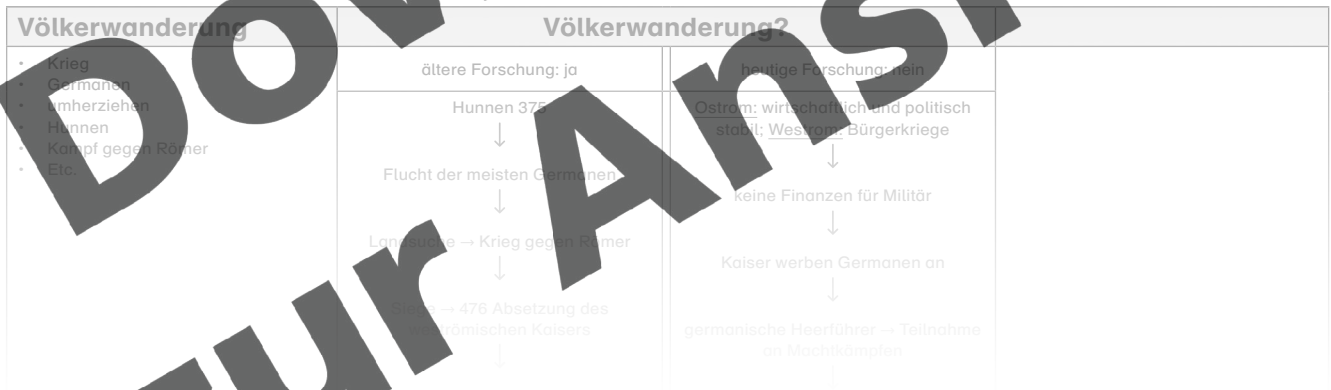 Völkerwanderung
Völkerwanderung?
• Krieg
• Germanen
• umherziehen
• Hunnen
• Kampf gegen Römer
• Etc.
ältere Forschung: ja
Hunnen 375
↓
Flucht der meisten Germanen
↓
Landsuche → Krieg gegen Römer
↓
Siege → 476 Absetzung des
weströmischen Kaisers
↓
heutige Forschung: nein
Ostrom: wirtschaftlich und politisch
stabil; Westrom: Bürgerkriege
↓
keine Finanzen für Militär
↓
Kaiser werben Germanen an
↓
germanische Heerführer → Teilnahme
an Machtkämpfen
zur Ansi